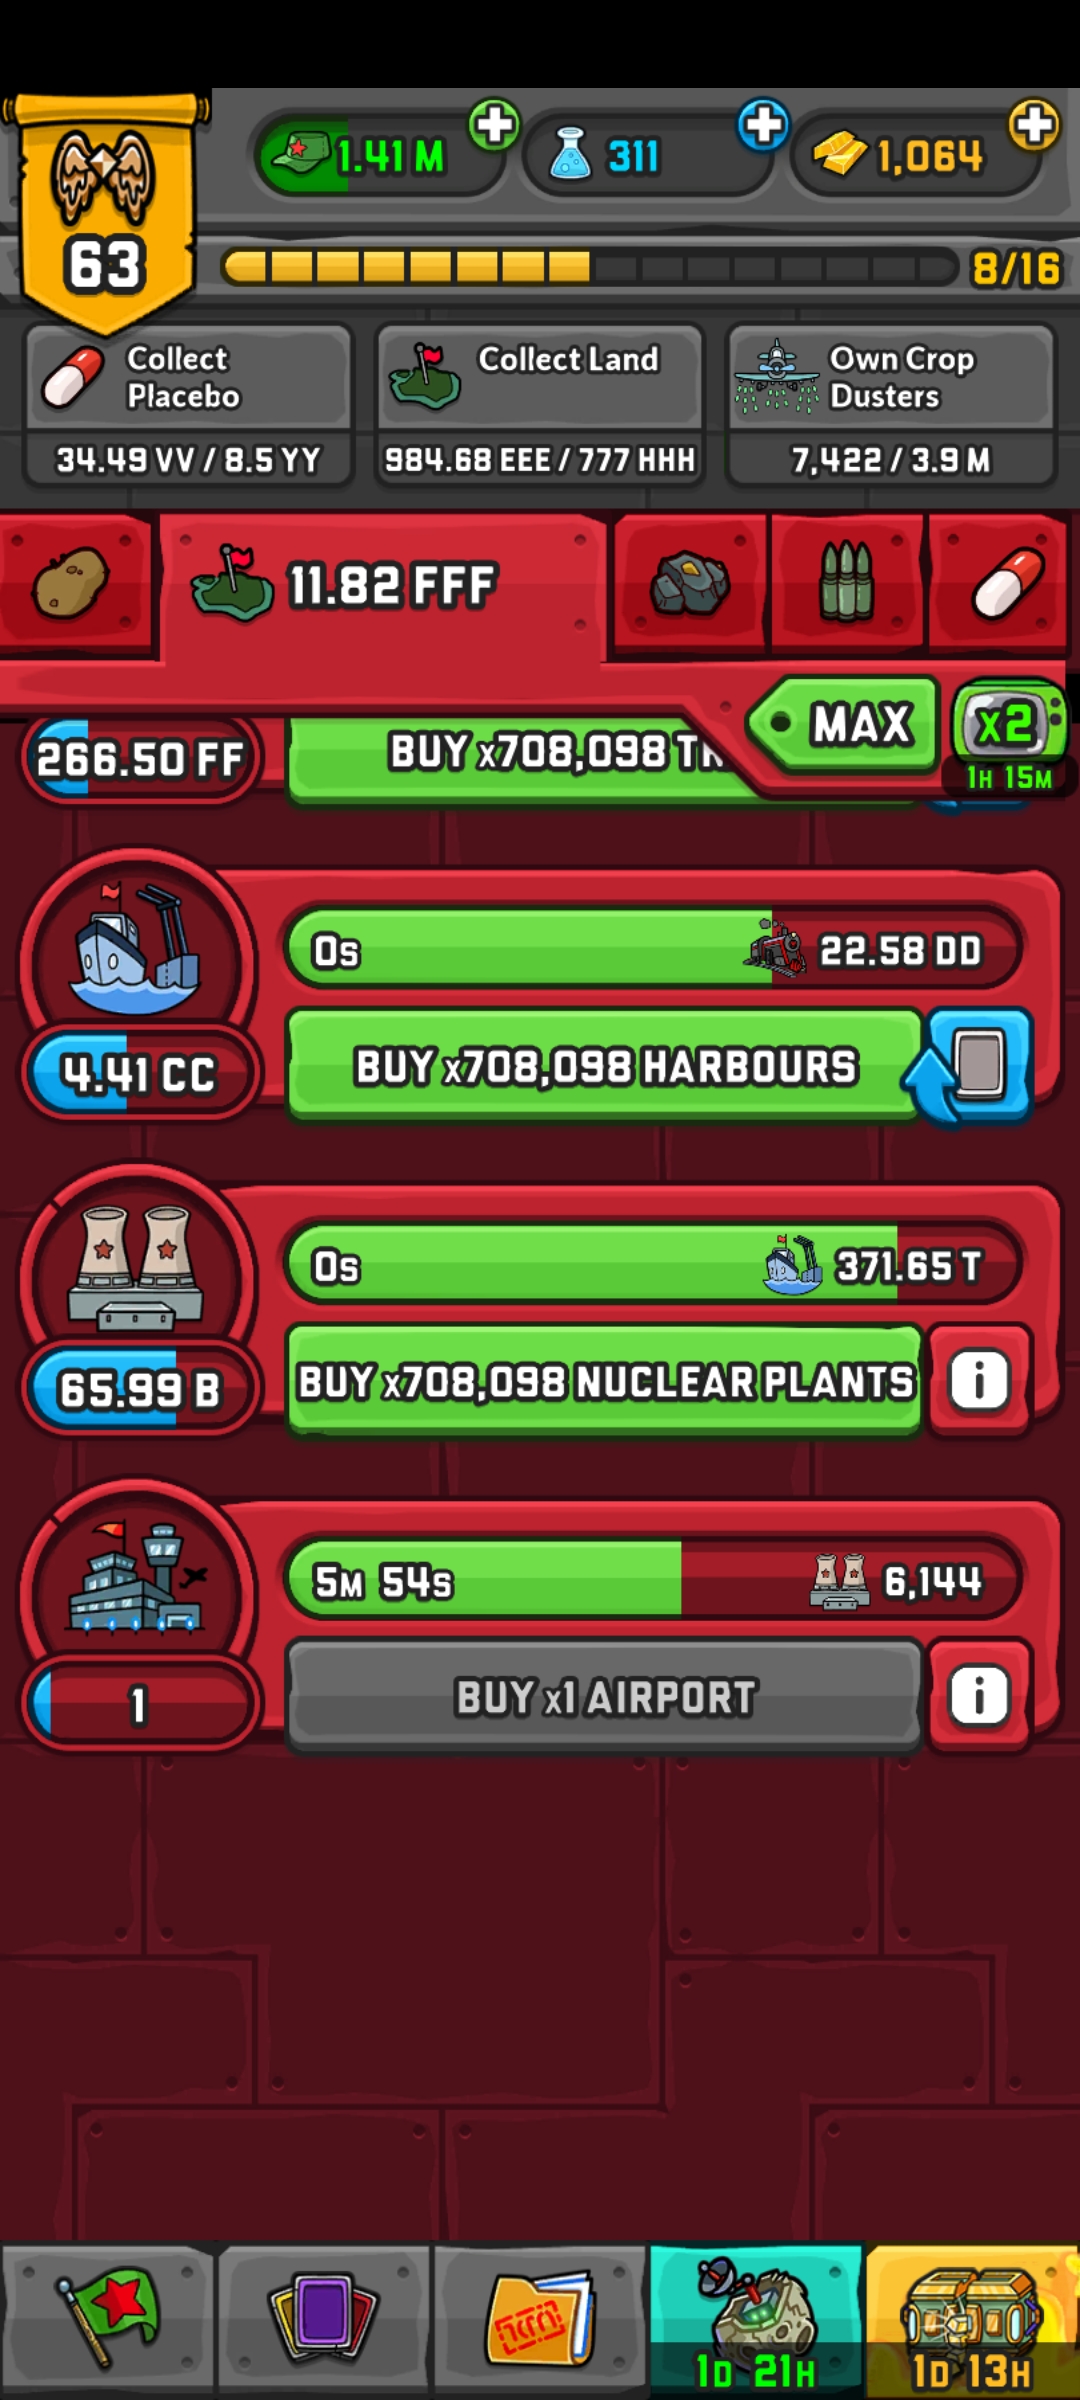 1.41 M
311
1,064
63
8/16
Collect
Placebo
34.49 VV / 8.5 YY
Collect Land
984.68 EEE / 777 HHH
Own Crop
Dusters
7,422 / 3.9 M
11.82 FFF
MAX
x2
1H 15M
266.50 FF
BUY x708,098
0s
22.58 DD
4.41 CC
BUY x708,098 HARBOURS
0s
371.65 T
65.99 B
BUY x708,098 NUCLEAR PLANTS
i
5M 54s
6,144
1
BUY x1 AIRPORT
i
1D 21H
1D 13H